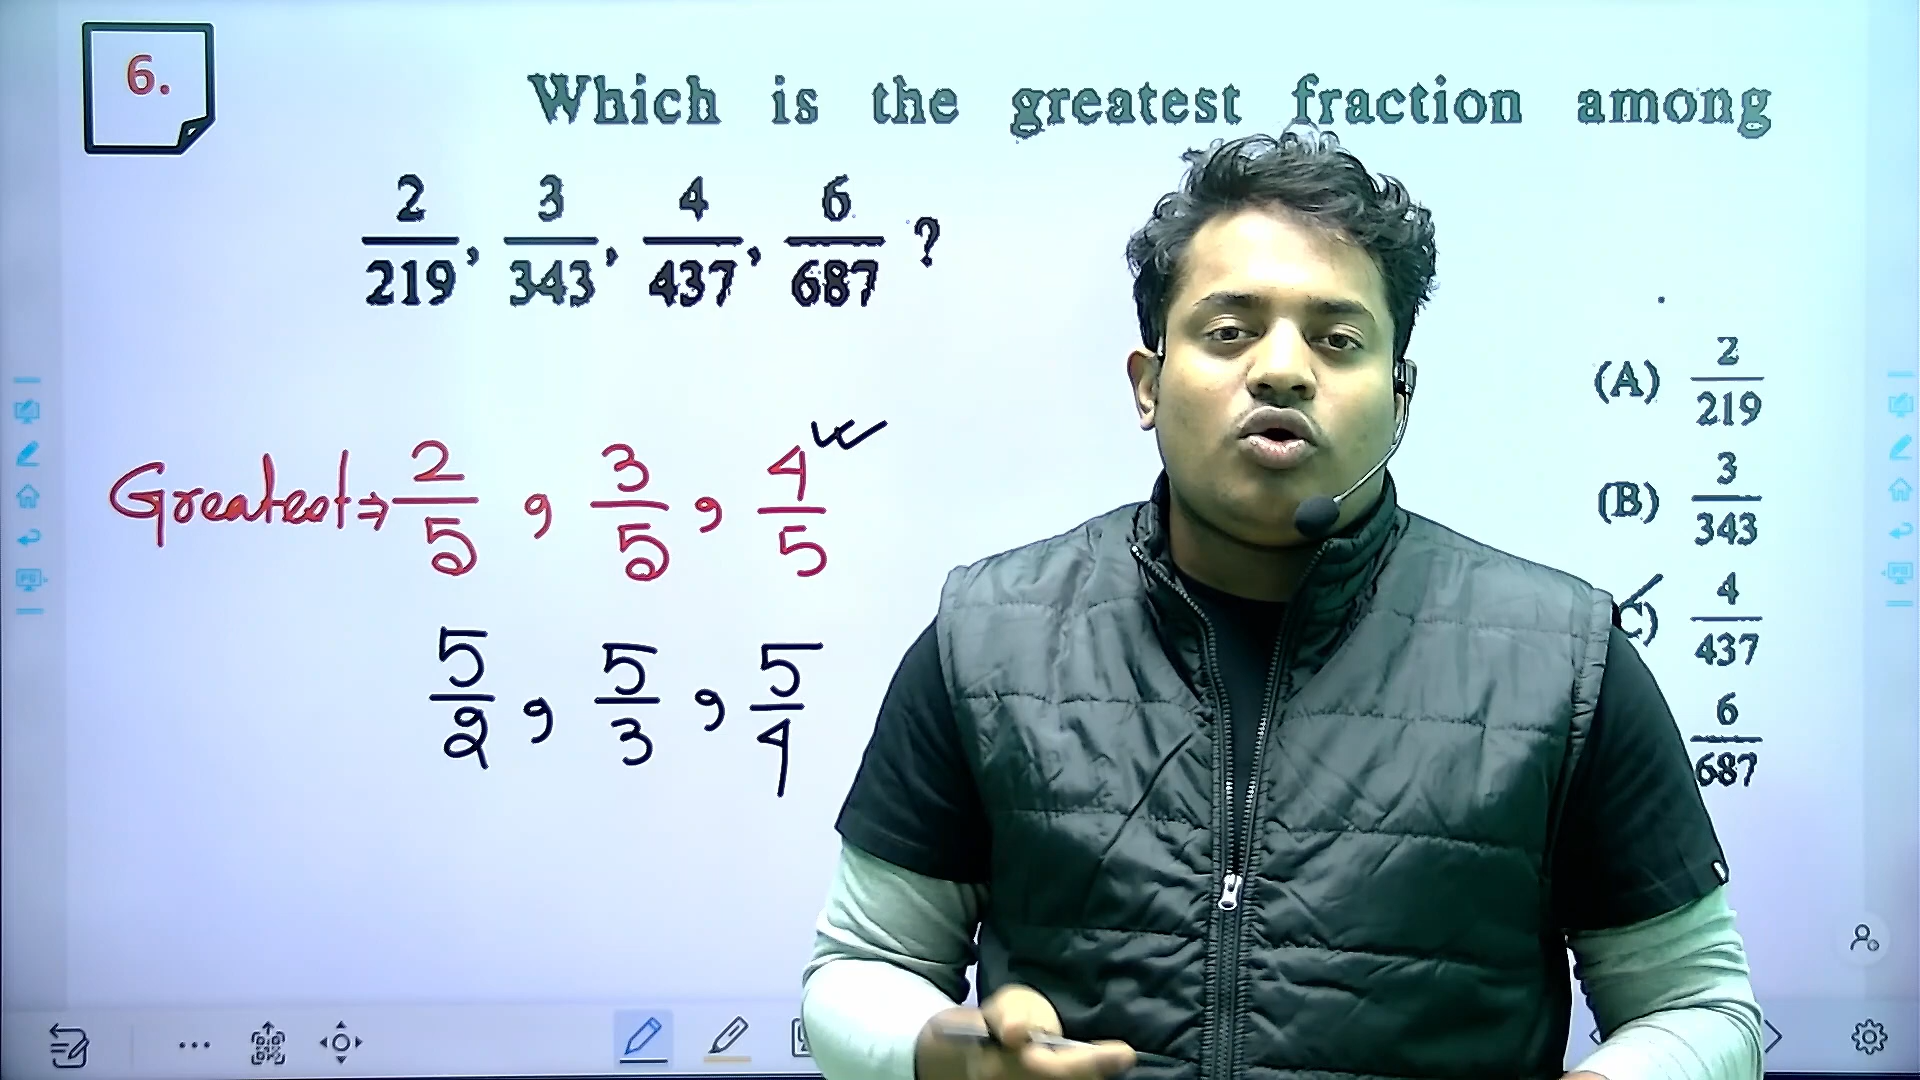 6.
Which is the greatest fraction among
2/219, 3/343, 4/437, 6/687 ?
Greatest⇒ 2/5, 3/5, 4/5
5/2, 5/3, 5/4
(A) 2/219
(B) 3/343
(C) 4/437
6/687